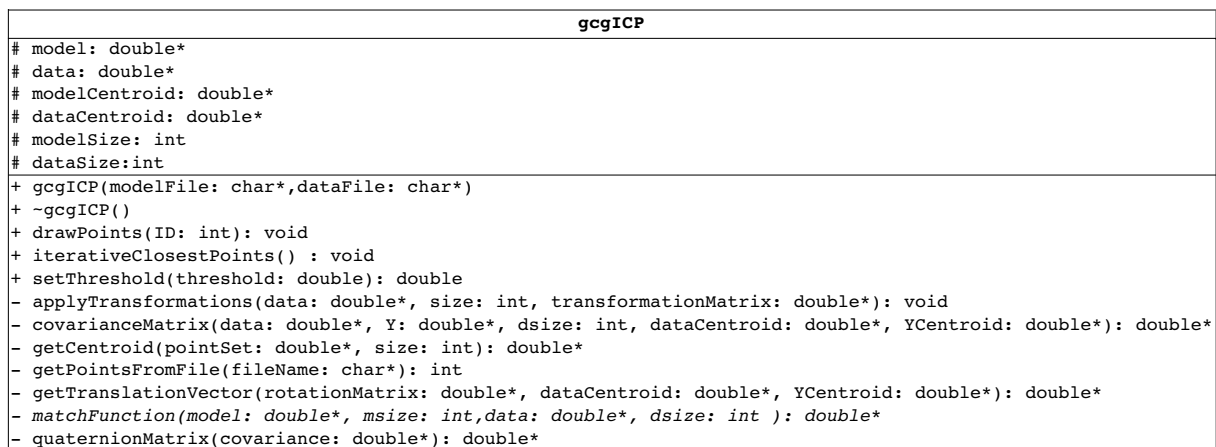 gcgICP
# model: double*
# data: double*
# modelCentroid: double*
# dataCentroid: double*
# modelSize: int
# dataSize:int
+ gcgICP(modelFile: char*,dataFile: char*)
+ ~gcgICP()
+ drawPoints(ID: int): void
+ iterativeClosestPoints() : void
+ setThreshold(threshold: double): double
- applyTransformations(data: double*, size: int, transformationMatrix: double*): void
- covarianceMatrix(data: double*, Y: double*, dsize: int, dataCentroid: double*, YCentroid: double*): double*
- getCentroid(pointSet: double*, size: int): double*
- getPointsFromFile(fileName: char*): int
- getTranslationVector(rotationMatrix: double*, dataCentroid: double*, YCentroid: double*): double*
- matchFunction(model: double*, msize: int,data: double*, dsize: int ): double*
- quaternionMatrix(covariance: double*): double*